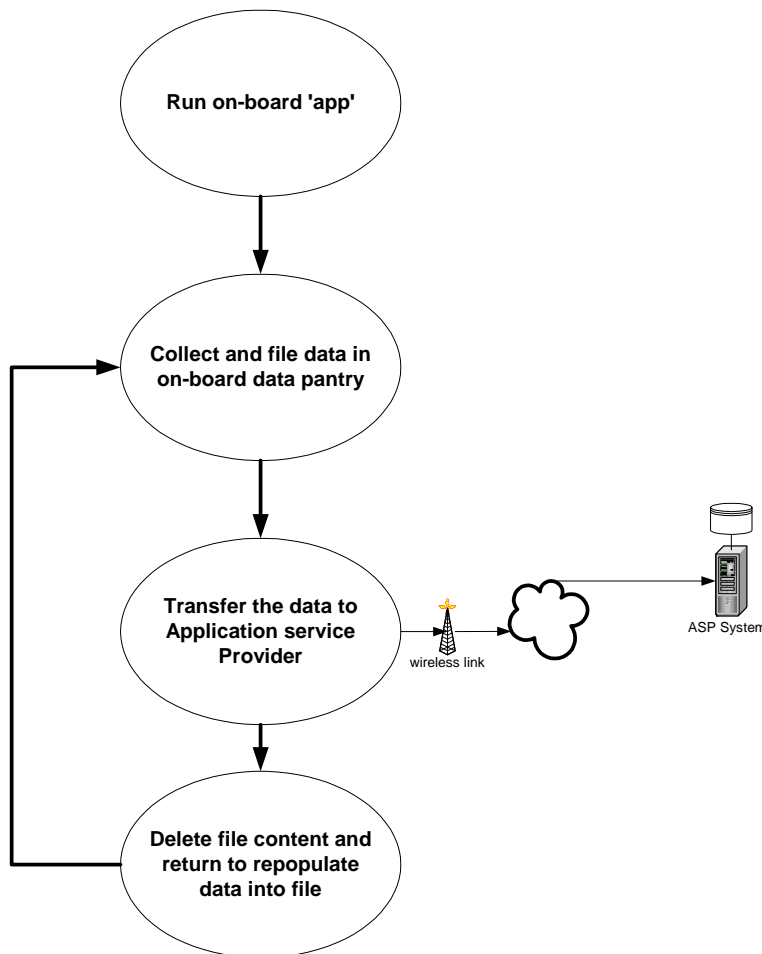 Run on-board 'app'
Collect and file data in
on-board data pantry
Transfer the data to
Application service
Provider
wireless link
ASP System
Delete file content and
return to repopulate
data into file